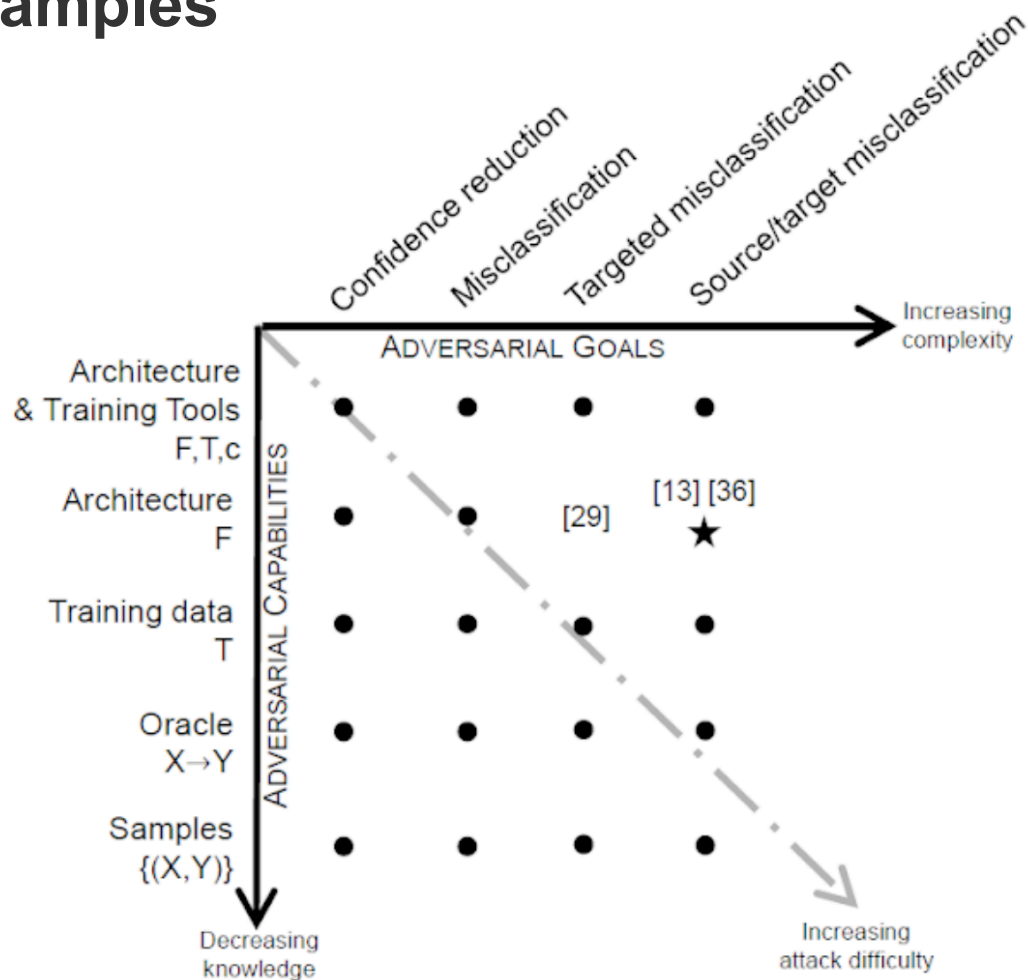 amples
Confidence reduction
Misclassification
Targeted misclassification
Source/target misclassification
Increasing
complexity
ADVERSARIAL GOALS
Architecture
& Training Tools
F,T,c
Architecture
F
[29]
[13] [36]
Training data
T
Oracle
X→Y
Samples
{(X,Y)}
ADVERSARIAL CAPABILITIES
Decreasing
knowledge
Increasing
attack difficulty